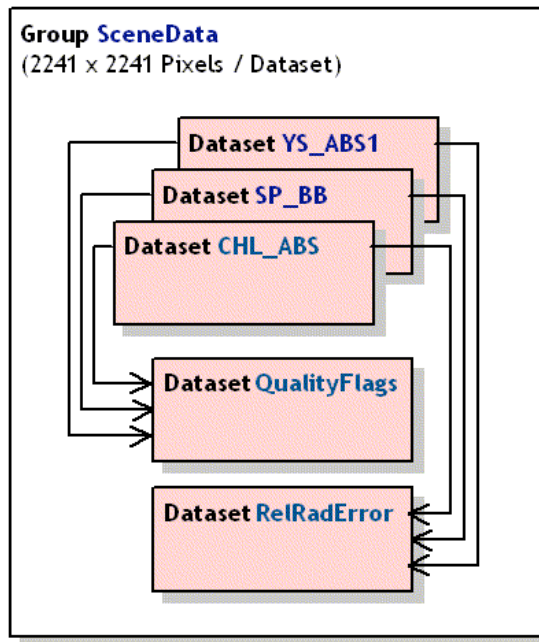 Group SceneData
(2241 x 2241 Pixels / Dataset)
Dataset YS_ABS1
Dataset SP_BB
Dataset CHL_ABS
Dataset QualityFlags
Dataset RelRadError